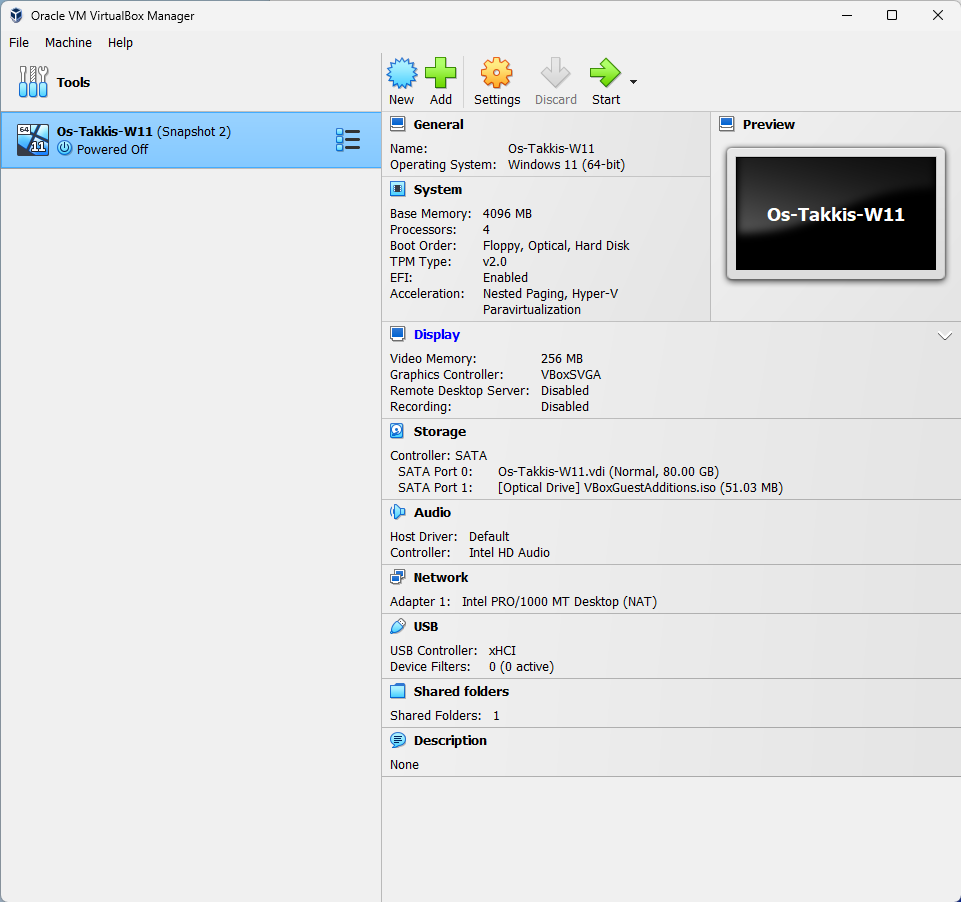 Oracle VM VirtualBox Manager
File Machine Help
Tools
New Add Settings Discard Start
64 11 Os-Takkis-W11 (Snapshot 2)
Powered Off
General
Name: Os-Takkis-W11
Operating System: Windows 11 (64-bit)
Preview
Os-Takkis-W11
System
Base Memory: 4096 MB
Processors: 4
Boot Order: Floppy, Optical, Hard Disk
TPM Type: v2.0
EFI: Enabled
Acceleration: Nested Paging, Hyper-V
Paravirtualization
Display
Video Memory: 256 MB
Graphics Controller: VBoxSVGA
Remote Desktop Server: Disabled
Recording: Disabled
Storage
Controller: SATA
SATA Port 0: Os-Takkis-W11.vdi (Normal, 80.00 GB)
SATA Port 1: [Optical Drive] VBoxGuestAdditions.iso (51.03 MB)
Audio
Host Driver: Default
Controller: Intel HD Audio
Network
Adapter 1: Intel PRO/1000 MT Desktop (NAT)
USB
USB Controller: xHCI
Device Filters: 0 (0 active)
Shared folders
Shared Folders: 1
Description
None